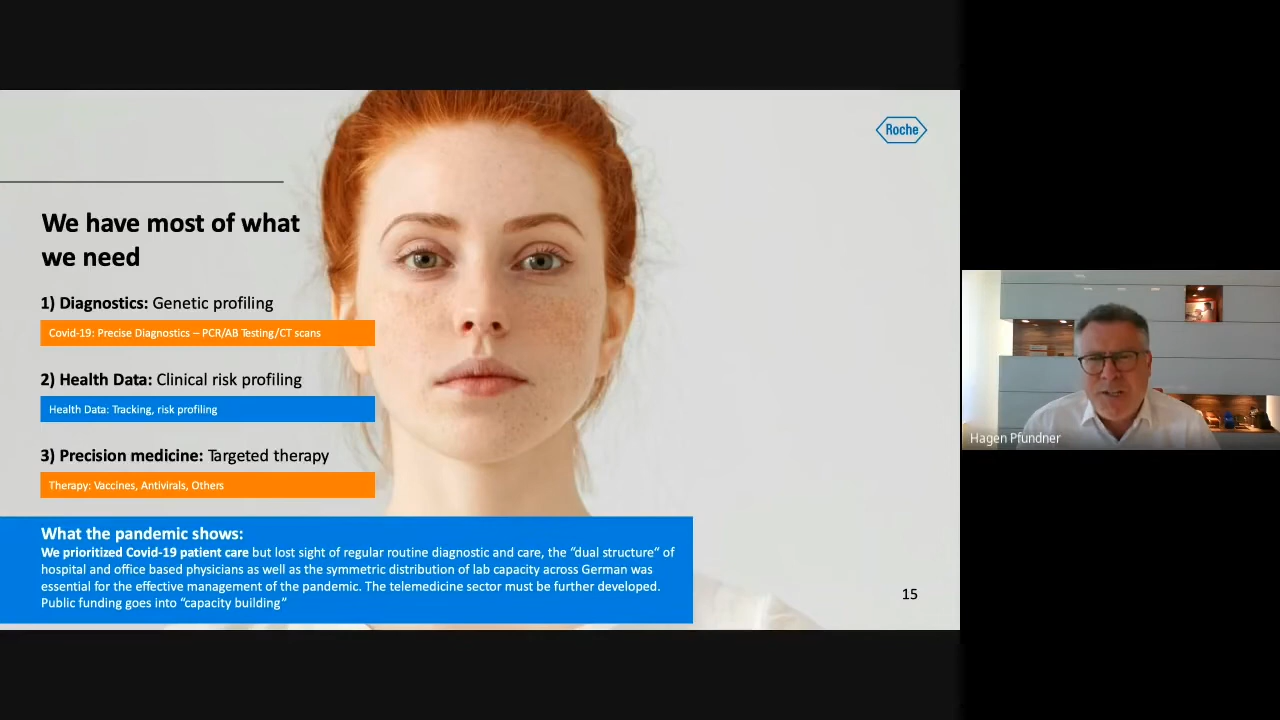 Roche
We have most of what
we need
1) Diagnostics: Genetic profiling
Covid-19: Precise Diagnostics – PCR/AB Testing/CT scans
2) Health Data: Clinical risk profiling
Health Data: Tracking, risk profiling
3) Precision medicine: Targeted therapy
Therapy: Vaccines, Antivirals, Others
What the pandemic shows:
We prioritized Covid-19 patient care but lost sight of regular routine diagnostic and care, the “dual structure” of
hospital and office based physicians as well as the symmetric distribution of lab capacity across German was
essential for the effective management of the pandemic. The telemedicine sector must be further developed.
Public funding goes into “capacity building”
15
Hagen Pfundner